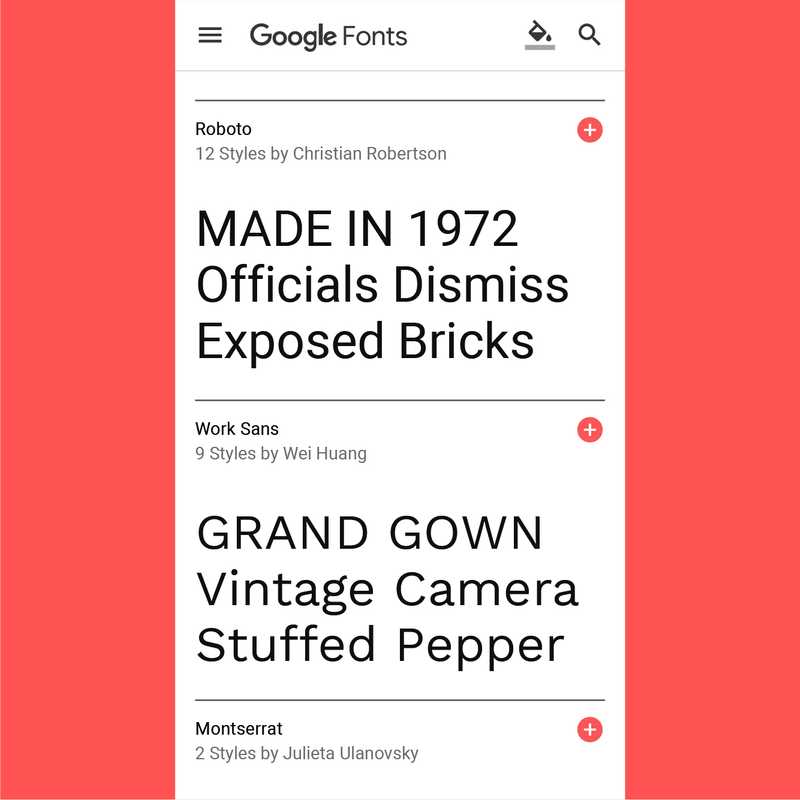 Google Fonts
Roboto
12 Styles by Christian Robertson
MADE IN 1972
Officials Dismiss
Exposed Bricks
Work Sans
9 Styles by Wei Huang
GRAND GOWN
Vintage Camera
Stuffed Pepper
Montserrat
2 Styles by Julieta Ulanovsky